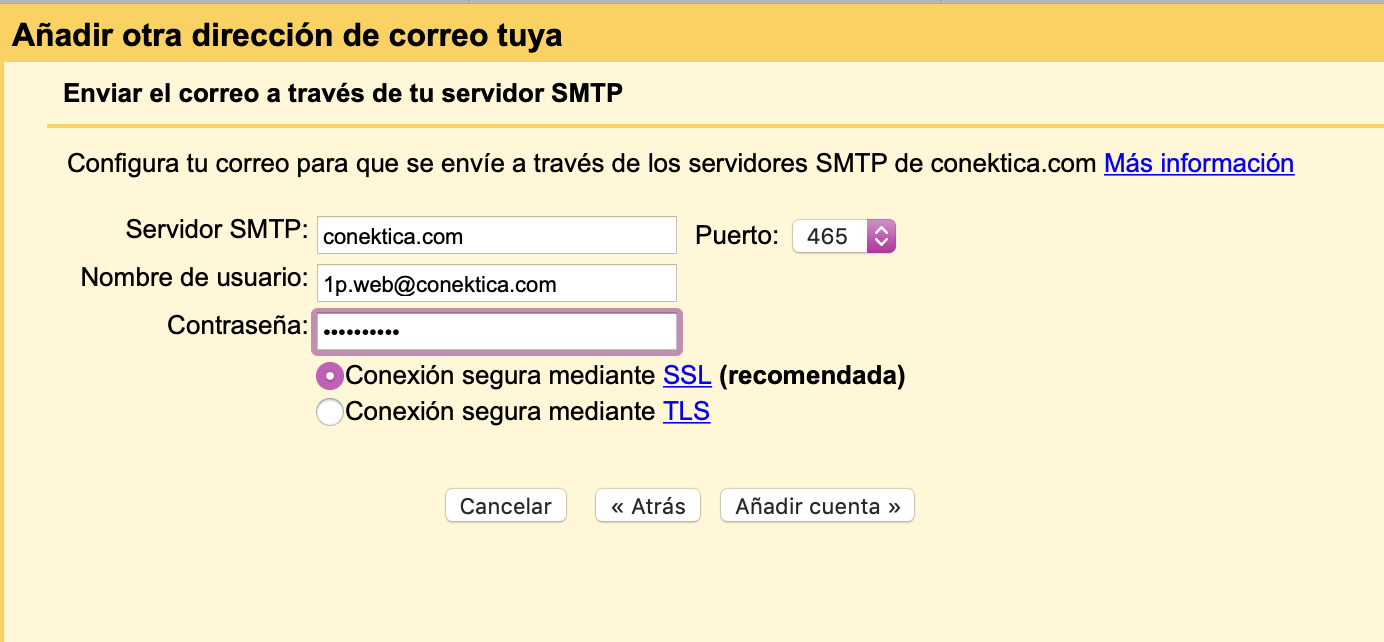 Añadir otra dirección de correo tuya
Enviar el correo a través de tu servidor SMTP
Configura tu correo para que se envíe a través de los servidores SMTP de conektica.com Más información
Servidor SMTP: conektica.com Puerto: 465
Nombre de usuario: 1p.web@conektica.com
Contraseña: ••••••••••
Conexión segura mediante SSL (recomendada)
Conexión segura mediante TLS
Cancelar « Atrás Añadir cuenta »